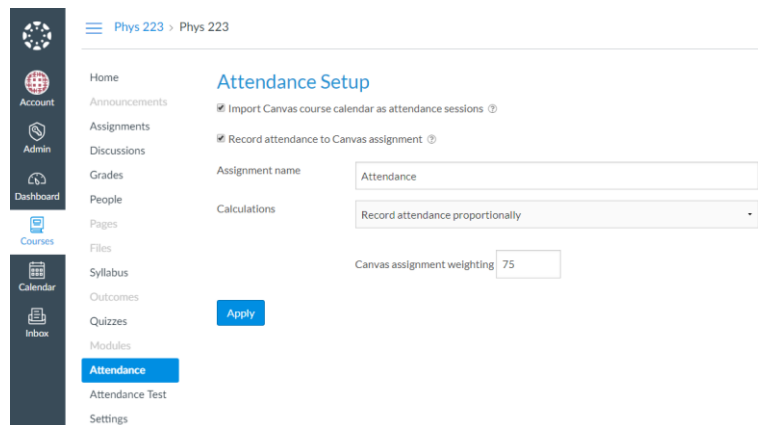 Phys 223 > Phys 223
Account
Admin
Dashboard
Courses
Calendar
Inbox
Home
Announcements
Assignments
Discussions
Grades
People
Pages
Files
Syllabus
Outcomes
Quizzes
Modules
Attendance
Attendance Test
Settings
Attendance Setup
Import Canvas course calendar as attendance sessions ?
Record attendance to Canvas assignment ?
Assignment name Attendance
Calculations Record attendance proportionally
Canvas assignment weighting 75
Apply